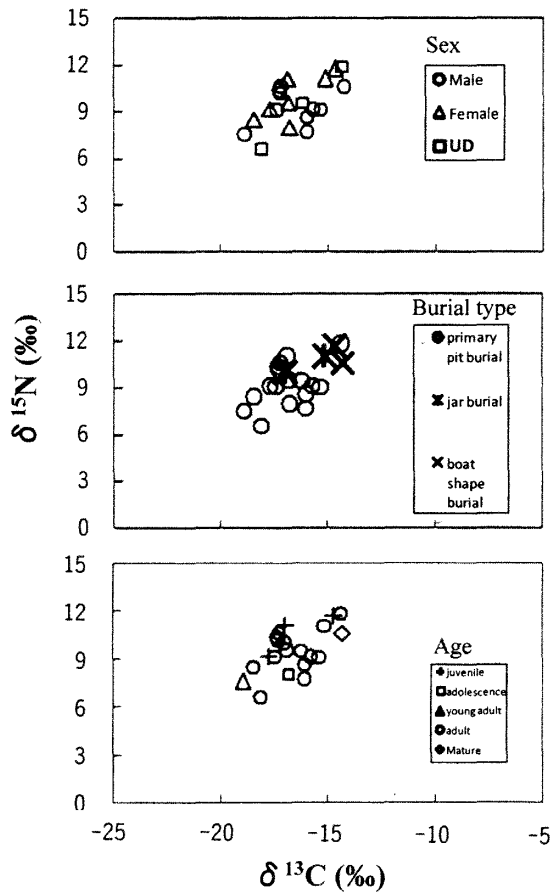 15
12
9
6
3
0
Sex
Male
Female
UD
δ ¹⁵N (‰)
15
12
9
6
3
0
Burial type
primary
pit burial
jar burial
boat
shape
burial
15
12
9
6
3
0
Age
juvenile
adolescence
young adult
adult
Mature
-25 -20 -15 -10 -5
δ ¹³C (‰)